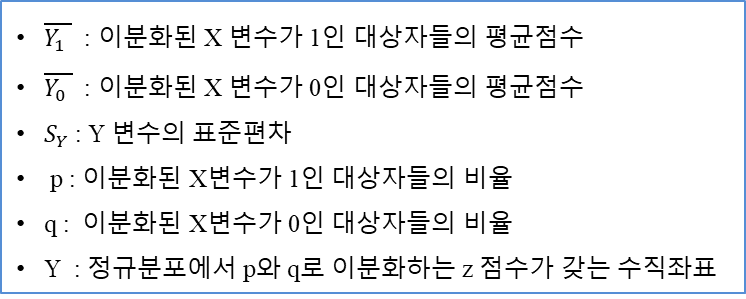 • Y̅₁ : 이분화된 X 변수가 1인 대상자들의 평균점수
• Y̅₀ : 이분화된 X 변수가 0인 대상자들의 평균점수
• S_Y : Y 변수의 표준편차
• p : 이분화된 X변수가 1인 대상자들의 비율
• q : 이분화된 X변수가 0인 대상자들의 비율
• Y : 정규분포에서 p와 q로 이분화하는 z 점수가 갖는 수직좌표